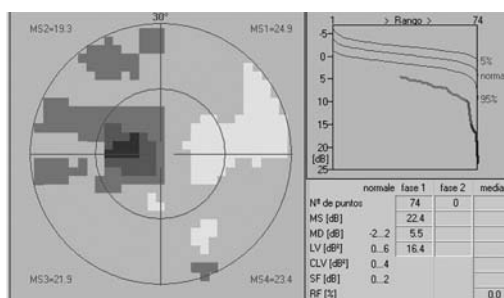 MS2=19.3
30°
MS1=24.9
MS3=21.9
MS4=23.4
1 > Rango > 74
-5
0
5
10
15
20
25
[dB]
5%
norma
95%
normale fase 1 fase 2 media
Nº de puntos 74 0
MS [dB] 22.4
MD [dB] -2...2 5.5
LV [dB²] 0...6 16.4
CLV [dB²] 0...4
SF [dB] 0...2
RF [%] 0.0